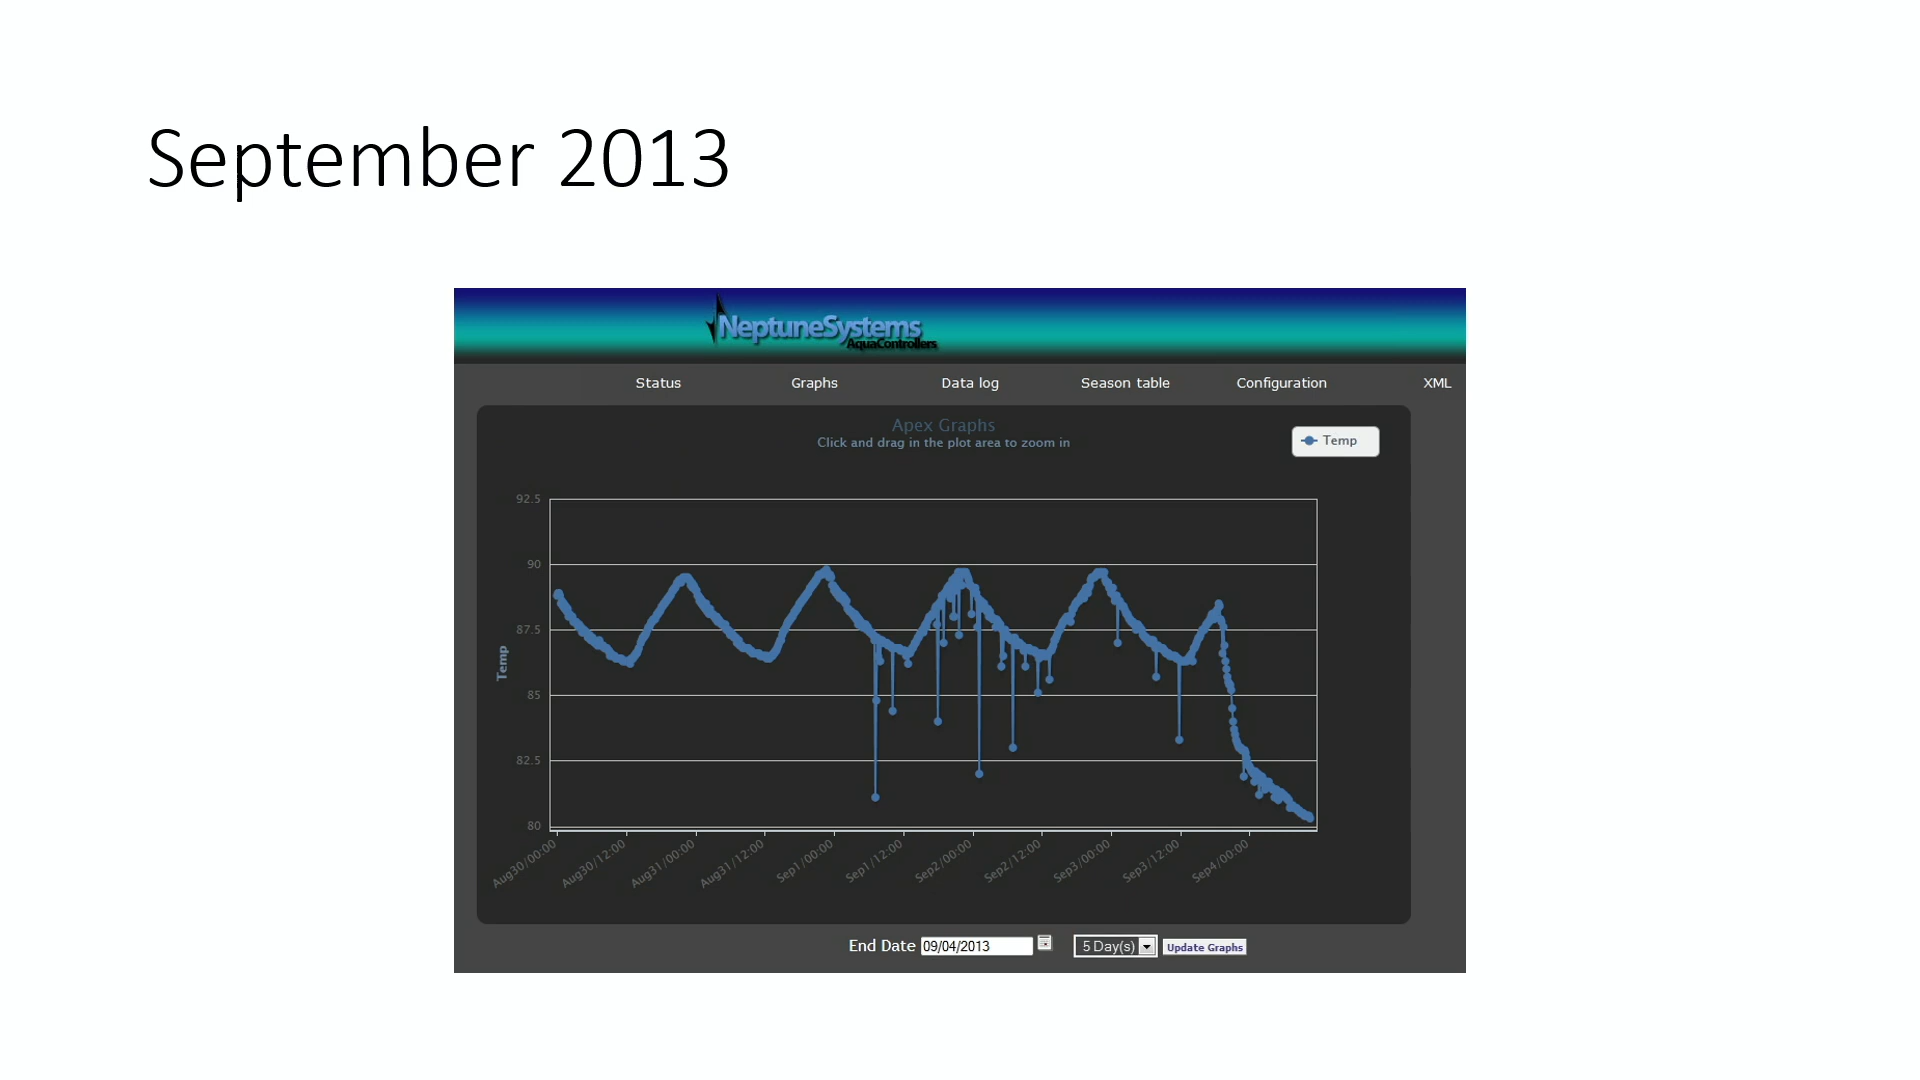 September 2013
NeptuneSystems
AquaControllers
Status Graphs Data log Season table Configuration XML
Apex Graphs
Click and drag in the plot area to zoom in
Temp
92.5
90
87.5
85
82.5
80
Temp
Aug30/00:00 Aug30/12:00 Aug31/00:00 Aug31/12:00 Sep1/00:00 Sep1/12:00 Sep2/00:00 Sep2/12:00 Sep3/00:00 Sep3/12:00 Sep4/00:00
End Date 09/04/2013 5 Day(s) Update Graphs